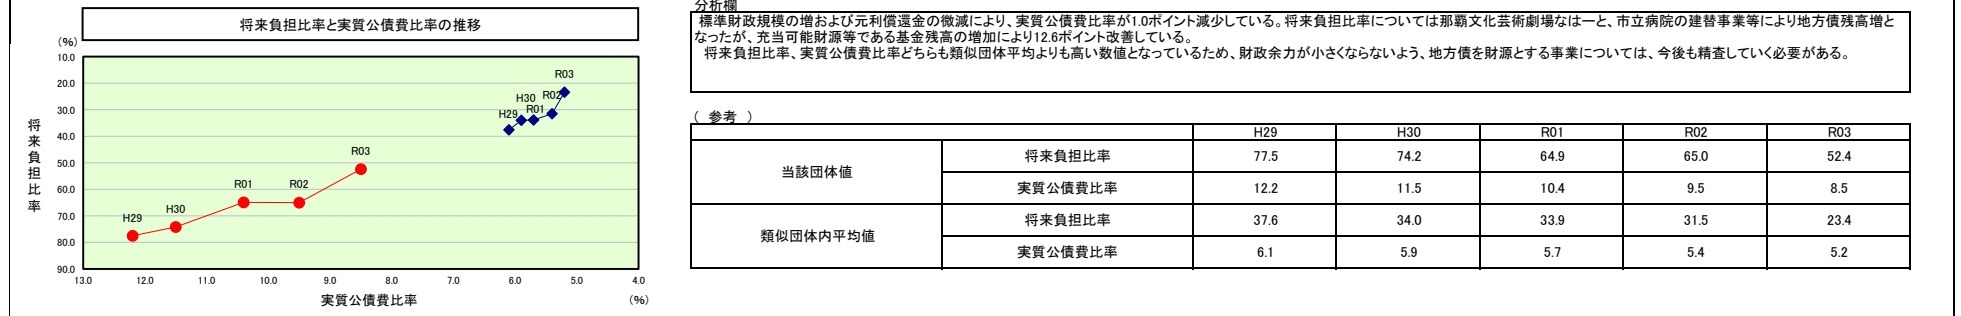 将来負担比率と実質公債費比率の推移
(%)
10.0
20.0
30.0
40.0
50.0
60.0
70.0
80.0
90.0
13.0 12.0 11.0 10.0 9.0 8.0 7.0 6.0 5.0 4.0
将来負担比率
実質公債費比率
(%)
H29 H30 R01 R02 R03
H29 H30 R01 R02 R03
分析欄
標準財政規模の増および元利償還金の微減により、実質公債費比率が1.0ポイント減少している。将来負担比率については那覇文化芸術劇場なはーと、市立病院の建替事業等により地方債残高増と
なったが、充当可能財源等である基金残高の増加により12.6ポイント改善している。
将来負担比率、実質公債費比率どちらも類似団体平均よりも高い数値となっているため、財政余力が小さくならないよう、地方債を財源とする事業については、今後も精査していく必要がある。
( 参考 )
H29 H30 R01 R02 R03
当該団体値
将来負担比率 77.5 74.2 64.9 65.0 52.4
実質公債費比率 12.2 11.5 10.4 9.5 8.5
類似団体内平均値
将来負担比率 37.6 34.0 33.9 31.5 23.4
実質公債費比率 6.1 5.9 5.7 5.4 5.2